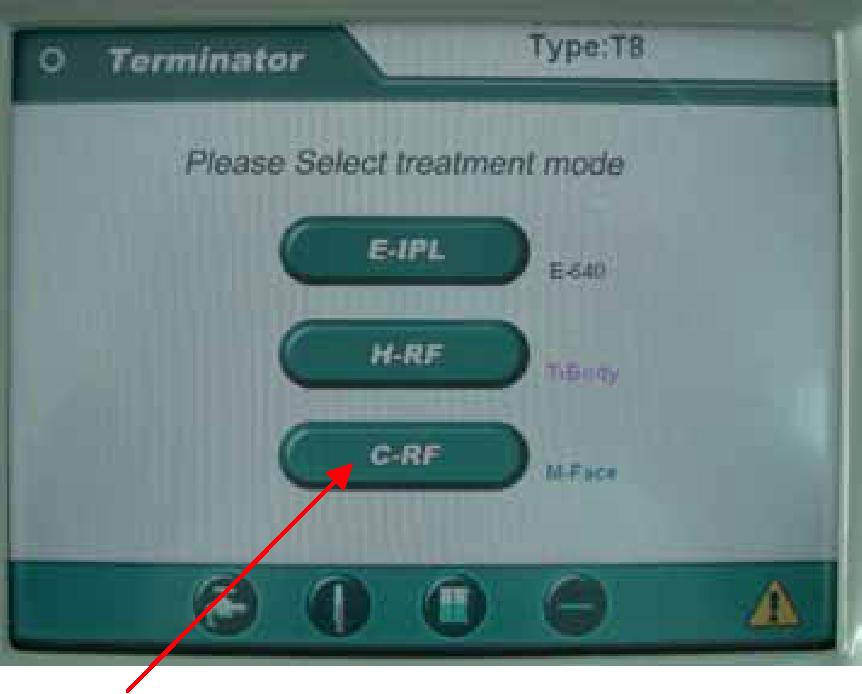 Terminator
Type:T8
Please Select treatment mode
E-IPL
E-640
H-RF
TiBody
C-RF
M-Face